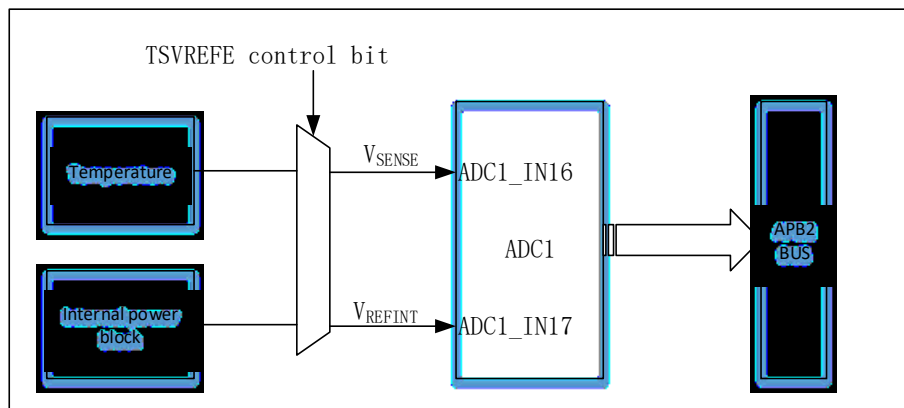 TSVREFE control bit
Temperature
VSENSE
ADC1_IN16
ADC1
APB2
BUS
Internal power
block
VREFINT
ADC1_IN17